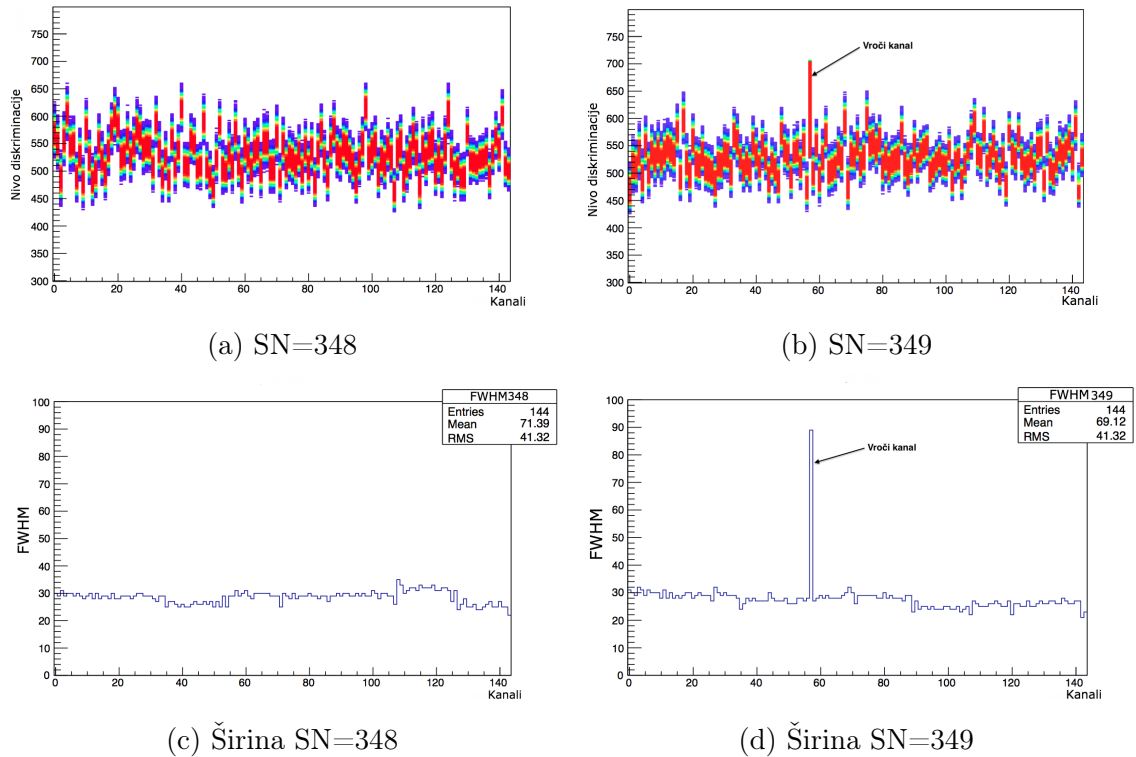 Nivo diskriminacije
750
700
650
600
550
500
450
400
350
300
0 20 40 60 80 100 120 140
Kanali
(a) SN=348
Nivo diskriminacije
Vroči kanal
750
700
650
600
550
500
450
400
350
300
0 20 40 60 80 100 120 140
Kanali
(b) SN=349
FWHM348
Entries 144
Mean 71.39
RMS 41.32
FWHM
100
90
80
70
60
50
40
30
20
10
0
0 20 40 60 80 100 120 140
Kanali
(c) Širina SN=348
FWHM349
Entries 144
Mean 69.12
RMS 41.32
Vroči kanal
FWHM
100
90
80
70
60
50
40
30
20
10
0
0 20 40 60 80 100 120 140
Kanali
(d) Širina SN=349